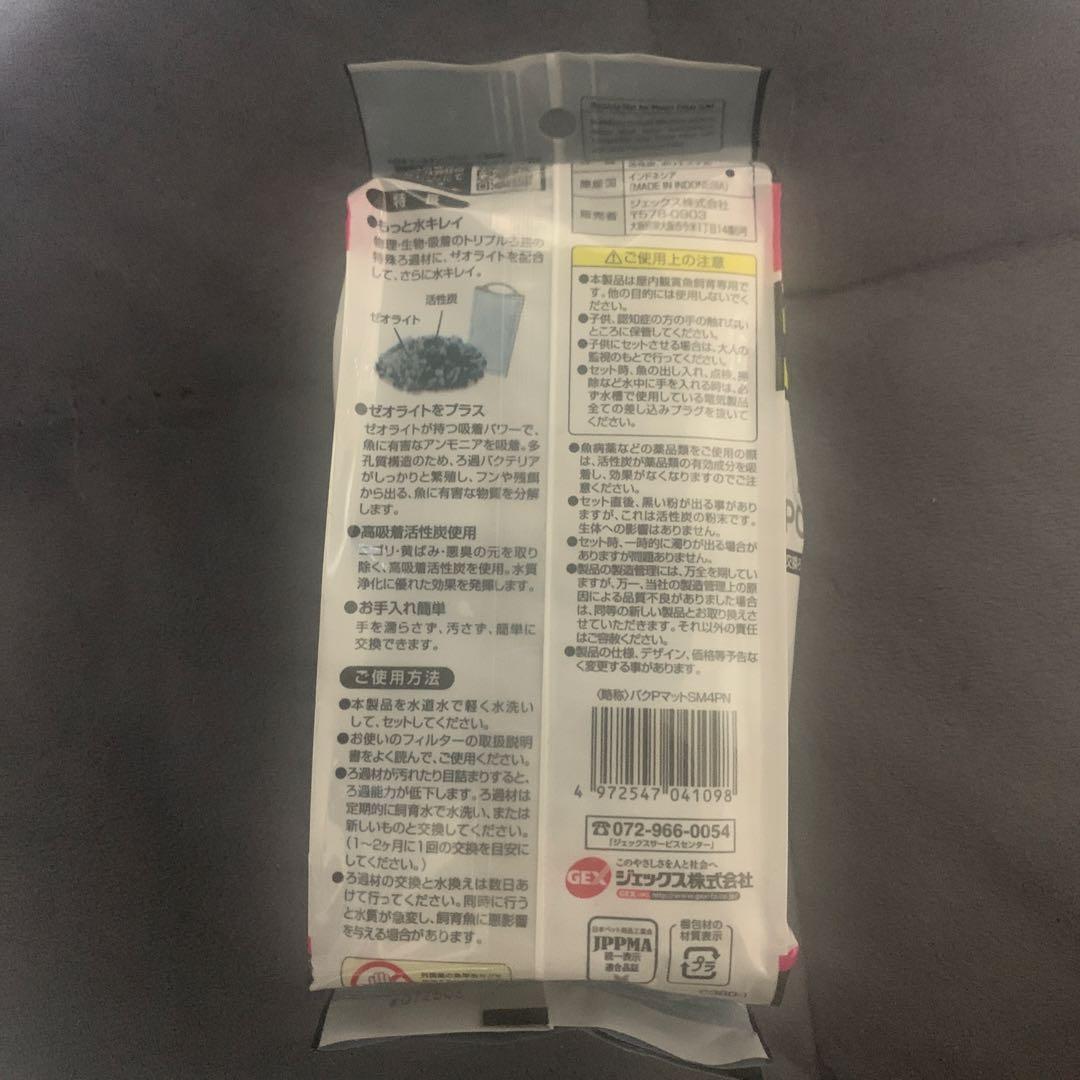 特
もっと水キレイ
物理・生物・吸着のトリプルろ過の
特殊ろ過材に、ゼオライトを配合
して、さらに水キレイ。
活性炭
ゼオライト
●ゼオライトをプラス
ゼオライトが持つ吸着パワーで、
魚に有害なアンモニアを吸着。多
孔質構造のため、ろ過バクテリア
がしっかりと繁殖し、フンや残餌
から出る、魚に有害な物質を分解
します。
●高吸着活性炭使用
ニゴリ・黄ばみ・悪臭の元を取り
除く、高吸着活性炭を使用。水質
浄化に優れた効果を発揮します。
●お手入れ簡単
手を濡らさず、汚さず、簡単に
交換できます。
ご使用方法
●本製品を水道水で軽く水洗い
して、セットしてください。
●お使いのフィルターの取扱説明
書をよく読んで、ご使用ください。
●ろ過材が汚れたり目詰まりすると、
ろ過能力が低下します。ろ過材は
定期的に飼育水で水洗い、または
新しいものと交換してください。
(1〜2ヶ月に1回の交換を目安に
してください。)
●ろ過材の交換と水換えは数日あ
けて行ってください。同時に行う
と水質が急変し、飼育魚に悪影響
を与える場合があります。
原産国
インドネシア
(MADE IN INDONESIA)
販売者
ジェックス株式会社
〒578-0903
大阪府東大阪市今米1丁目14番6号
⚠ご使用上の注意
●本製品は屋内観賞魚飼育専用で
す。他の目的には使用しないでく
ださい。
●子供、認知症の方の手の触れない
ところに保管してください。
●子供にセットさせる場合は、大人の
監視のもとで行ってください。
●セット時、魚の出し入れ、点検、掃
除など水中に手を入れる時は、必
ず水槽で使用している電気製品
全ての差し込みプラグを抜いて
ください。
●魚病薬などの薬品類をご使用の際
は、活性炭が薬品類の有効成分を吸
着し、効果がなくなりますのでご注
意ください。
●セット直後、黒い粉が出る事があり
ますが、これは活性炭の粉末です。
生体への影響はありません。
●セット時、一時的に濁りが出る場合が
ありますが問題ありません。
●製品の製造管理には、万全を期してい
ますが、万一、当社の製造管理上の原
因による品質不良がありました場合
は、同等の新しい製品とお取り換えさ
せていただきます。それ以外の責任
はご容赦ください。
●製品の仕様、デザイン、価格等予告な
く変更する事があります。
〈略称〉バクPマットSM4PN
4 972547 041098
☎072-966-0054
「ジェックスサービスセンター」
このやさしさを人と社会へ
GEX ジェックス株式会社
日本ペット用品工業会
JPPMA
統一表示
適合品証
梱包材の
材質表示
プラ